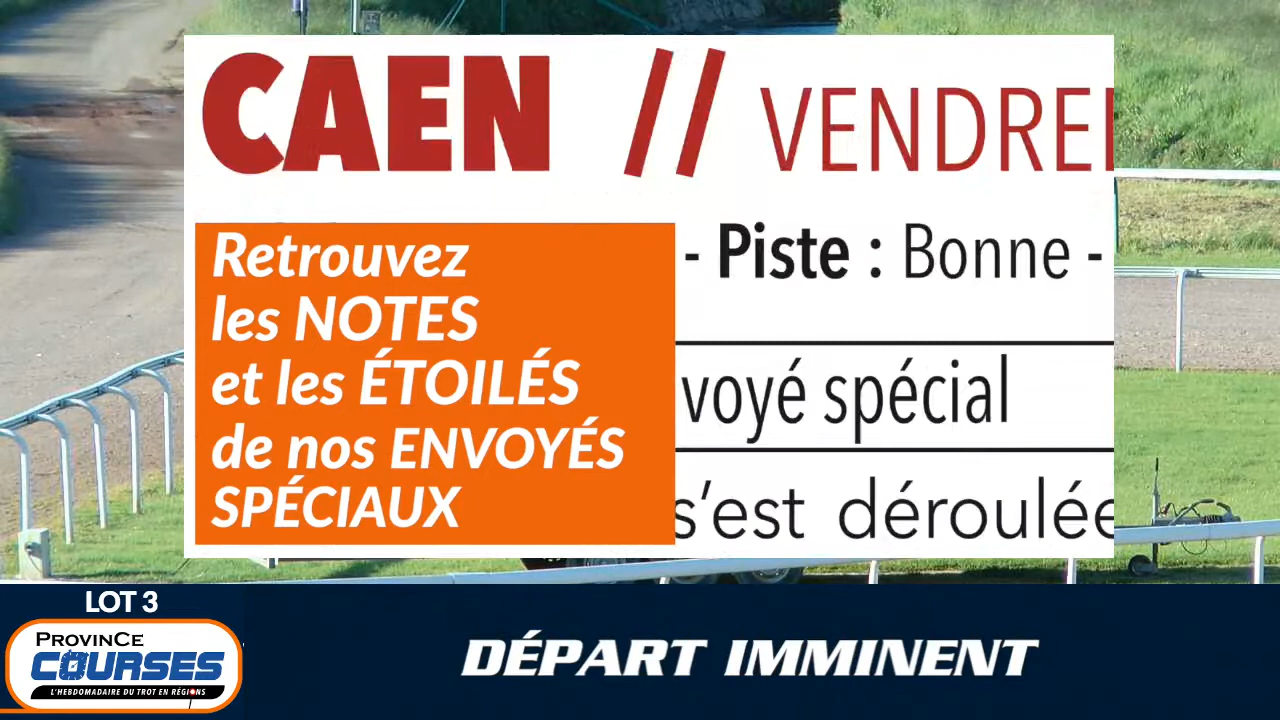 CAEN // VENDREI
- Piste : Bonne -
Retrouvez
les NOTES
et les ÉTOILÉS
de nos ENVOYÉS
SPÉCIAUX
voyé spécial
s'est déroulée
LOT 3
PROVINCE
COURSES
L'HEBDOMADAIRE DU TROT EN RÉGIONS
DÉPART IMMINENT